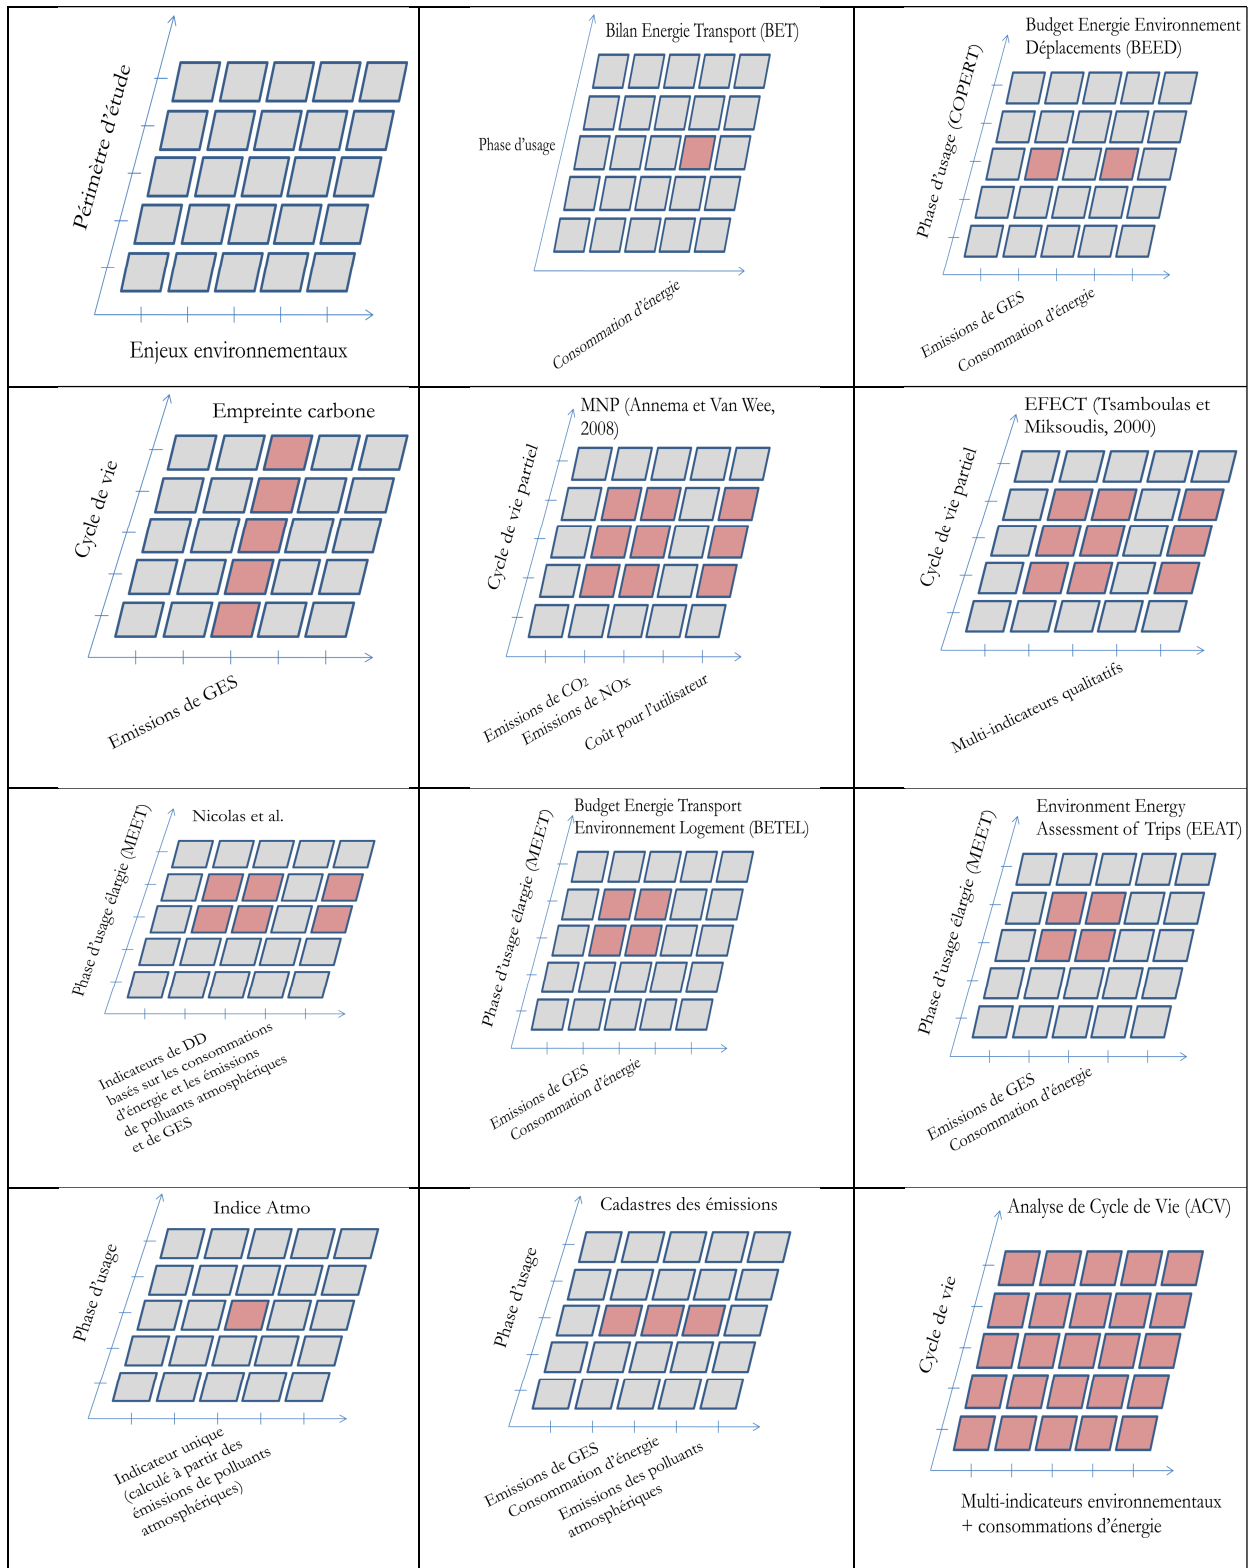 Périmètre d'étude
Enjeux environnementaux
Bilan Energie Transport (BET)
Phase d'usage
Consommation d'énergie
Budget Energie Environnement
Déplacements (BEED)
Phase d'usage (COPERT)
Emissions de GES
Consommation d'énergie
Empreinte carbone
Cycle de vie
Emissions de GES
MNP (Annema et Van Wee,
2008)
Cycle de vie partiel
Emissions de CO₂
Emissions de NOx
Coût pour l'utilisateur
EFECT (Tsamboulas et
Miksoudis, 2000)
Cycle de vie partiel
Multi-indicateurs qualitatifs
Nicolas et al.
Phase d'usage élargie (MEET)
Indicateurs de DD
basés sur les consommations
d'énergie et les émissions
de polluants atmosphériques
et de GES
Budget Energie Transport
Environnement Logement (BETEL)
Phase d'usage élargie (MEET)
Emissions de GES
Consommation d'énergie
Environment Energy
Assessment of Trips (EEAT)
Phase d'usage élargie (MEET)
Emissions de GES
Consommation d'énergie
Indice Atmo
Phase d'usage
Indicateur unique
(calculé à partir des
émissions de polluants
atmosphériques)
Cadastres des émissions
Phase d'usage
Emissions de GES
Consommation d'énergie
Emissions des polluants
atmosphériques
Analyse de Cycle de Vie (ACV)
Cycle de vie
Multi-indicateurs environnementaux
+ consommations d'énergie